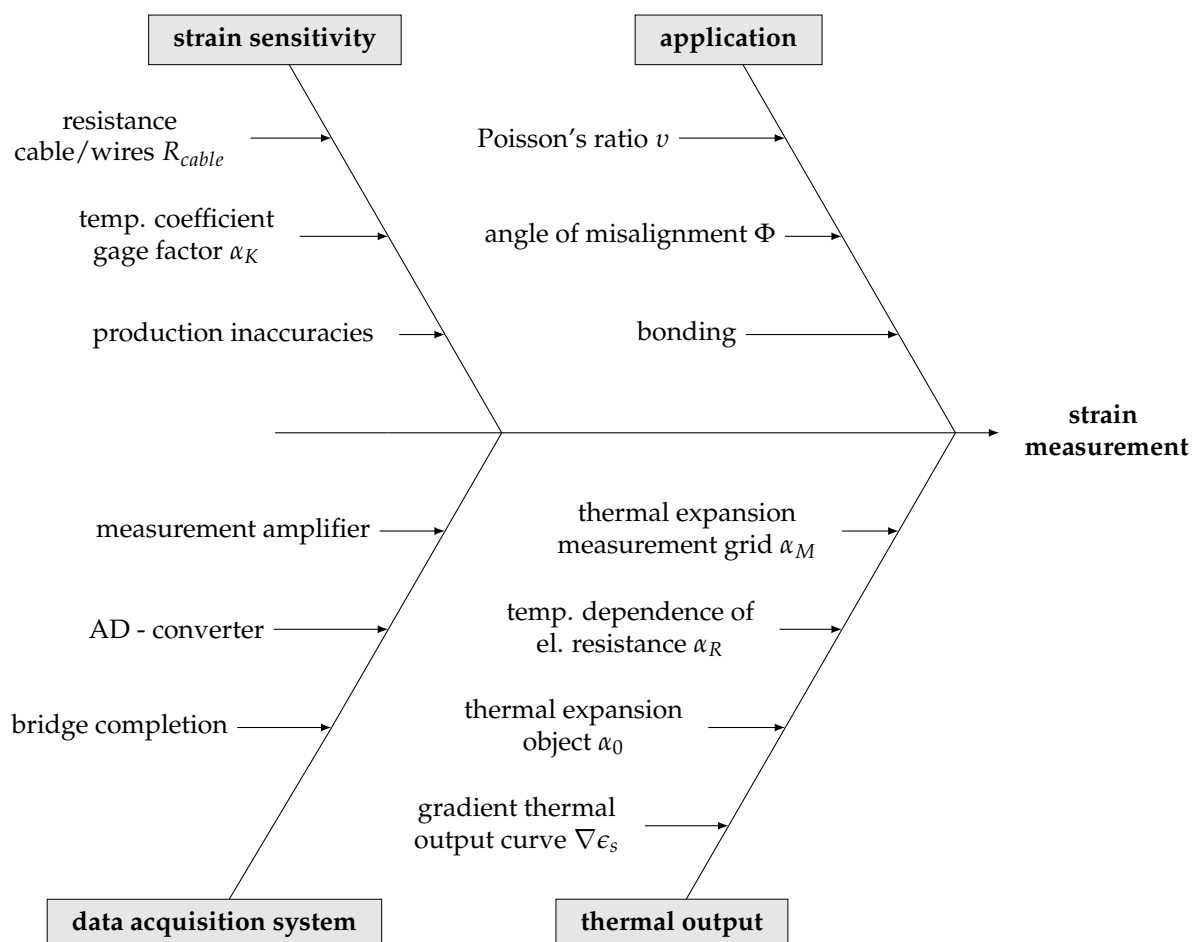 strain sensitivity
application
resistance
cable/wires R_cable
Poisson's ratio v
temp. coefficient
gage factor α_K
angle of misalignment Φ
production inaccuracies
bonding
strain
measurement
measurement amplifier
thermal expansion
measurement grid α_M
AD - converter
temp. dependence of
el. resistance α_R
bridge completion
thermal expansion
object α_0
gradient thermal
output curve ∇ϵ_s
data acquisition system
thermal output